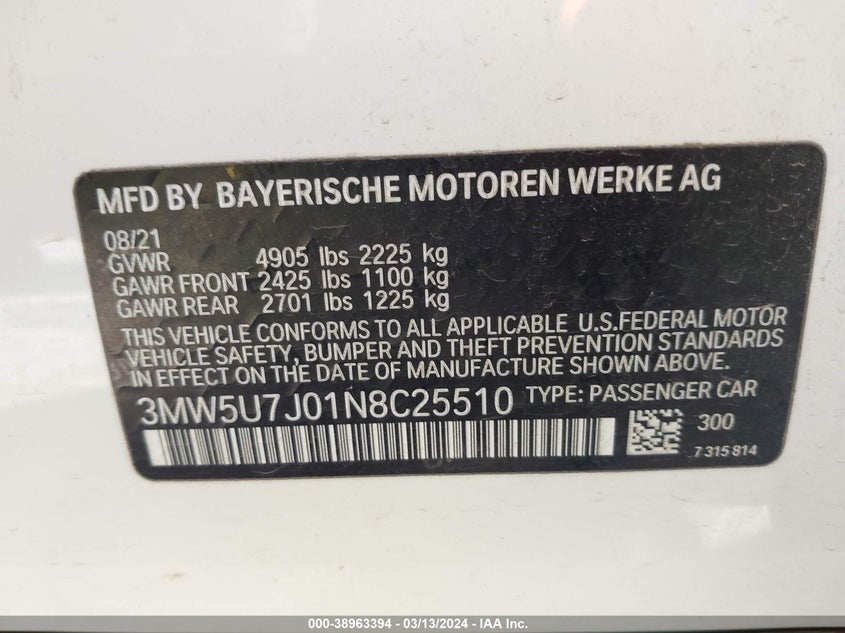 MFD BY BAYERISCHE MOTOREN WERKE AG
08/21
GVWR 4905 lbs 2225 kg
GAWR FRONT 2425 lbs 1100 kg
GAWR REAR 2701 lbs 1225 kg
THIS VEHICLE CONFORMS TO ALL APPLICABLE U.S.FEDERAL MOTOR
VEHICLE SAFETY, BUMPER AND THEFT PREVENTION STANDARDS
IN EFFECT ON THE DATE OF MANUFACTURE SHOWN ABOVE.
3MW5U7J01N8C25510 TYPE: PASSENGER CAR
300
7 315 814
000-38963394 - 03/13/2024 - IAA Inc.